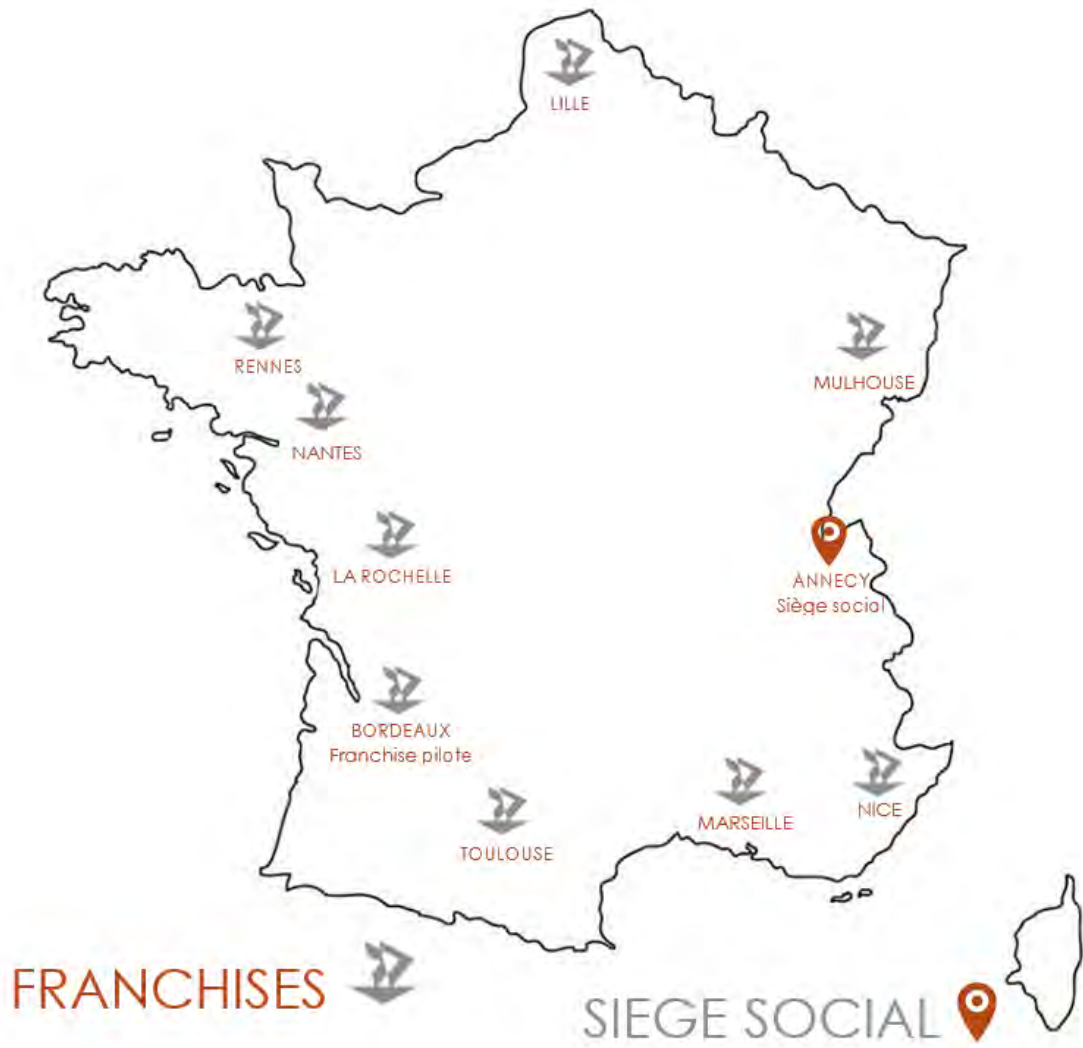 LILLE
RENNES
MULHOUSE
NANTES
LA ROCHELLE
ANNECY
Siège social
BORDEAUX
Franchise pilote
NICE
MARSEILLE
TOULOUSE
FRANCHISES
SIEGE SOCIAL